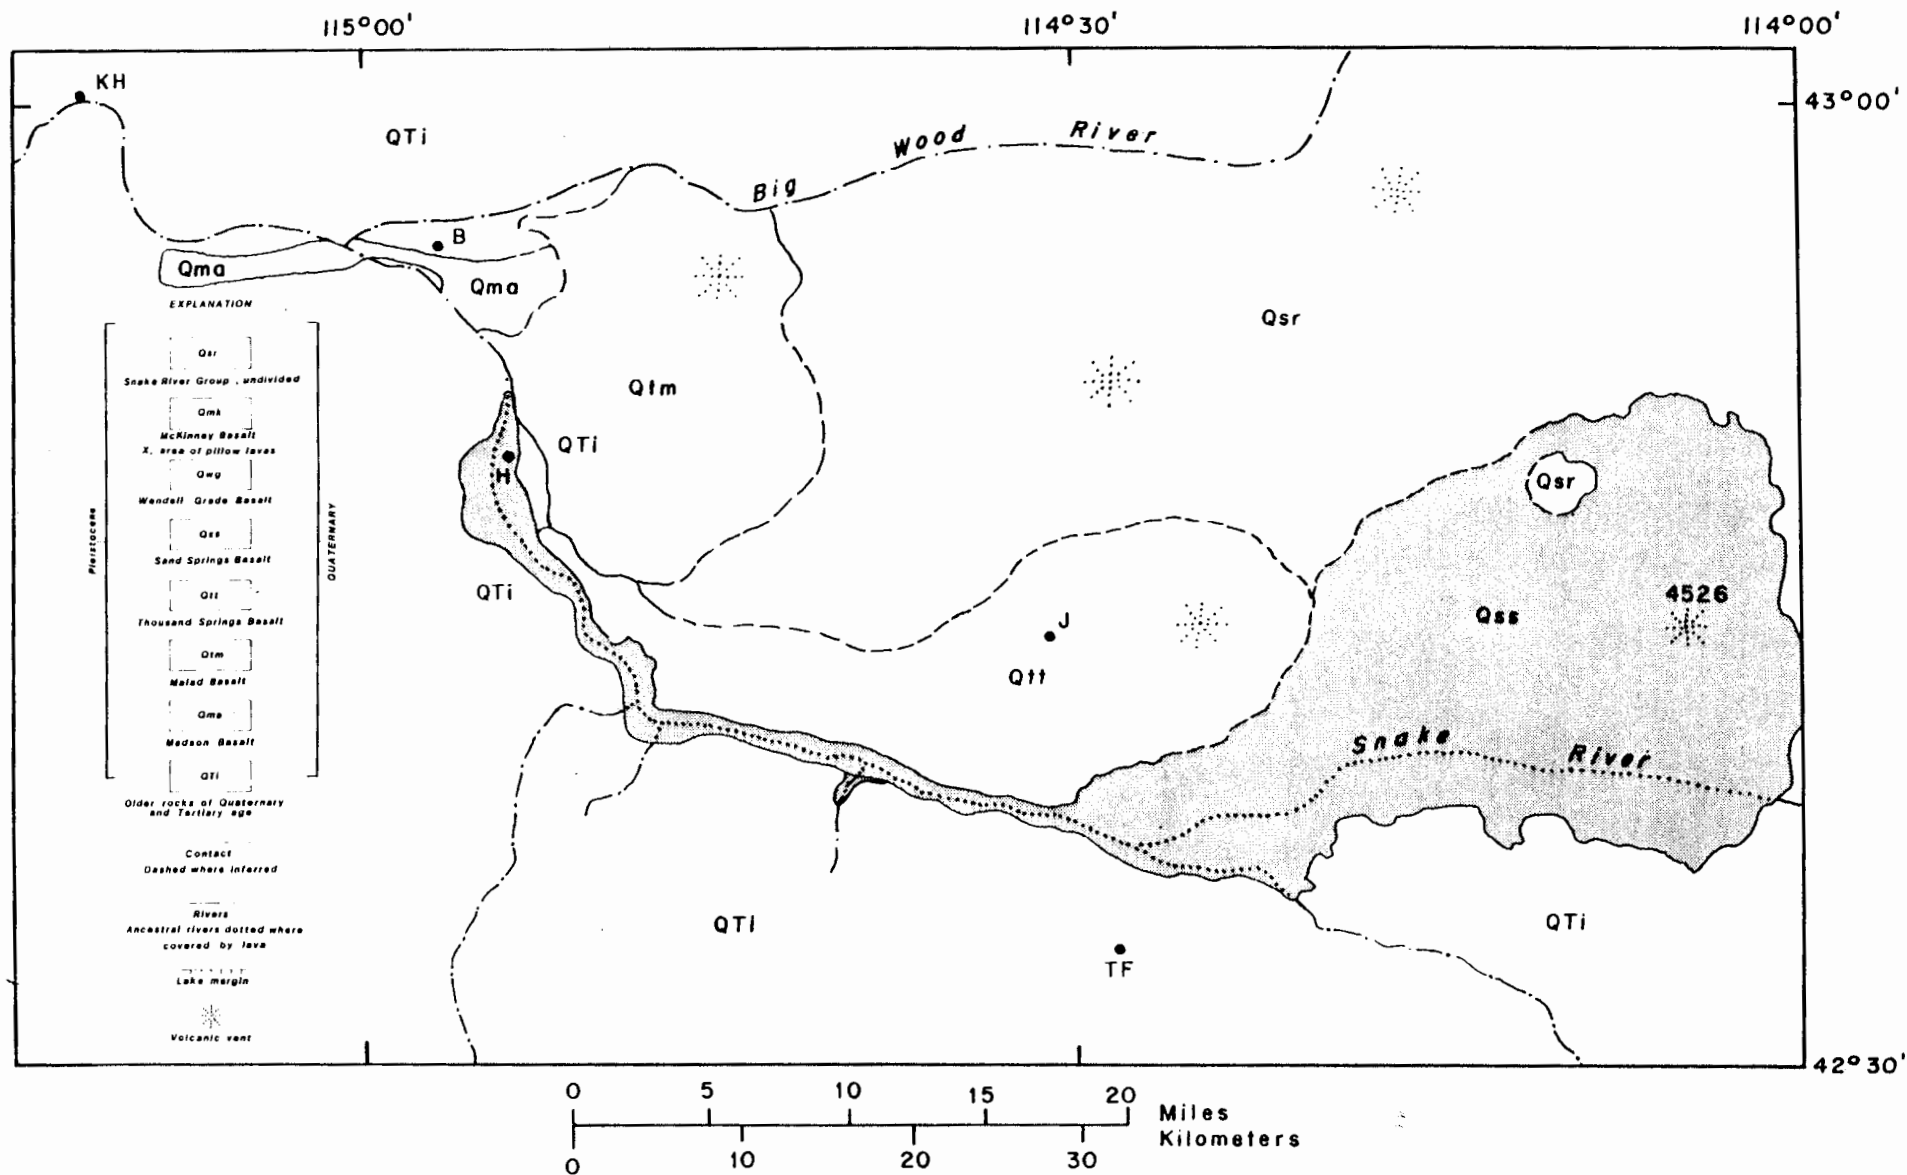 115°00'
114°30'
114°00'
KH
43°00'
QTi
Wood River
Big
B
Qma
Qma
EXPLANATION
Qsr
Snake River Group, undivided
Qmk
McKinney Basalt
X, area of pillow lavas
Qwg
Wendell Grade Basalt
Qss
Sand Springs Basalt
Qtt
Thousand Springs Basalt
Qtm
Malad Basalt
Qma
Madson Basalt
QTi
Older rocks of Quaternary
and Tertiary age
Contact
Dashed where inferred
Rivers
Ancestral rivers dotted where
covered by lava
Lake margin
Volcanic vent
Pleistocene
QUATERNARY
Qsr
Qtm
QTi
H
Qsr
QTi
4526
Qss
J
Qtt
Snake River
QTi
QTi
TF
42°30'
0 5 10 15 20
Miles
Kilometers
0 10 20 30